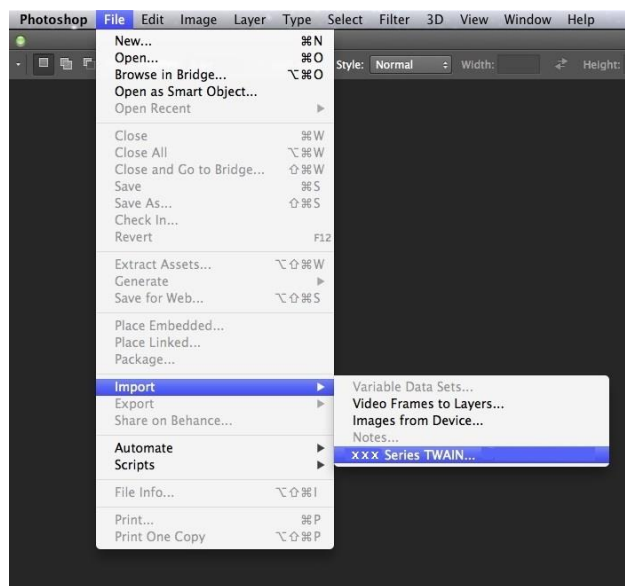 Photoshop File Edit Image Layer Type Select Filter 3D View Window Help
Style: Normal Width: Height:
New... ⌘N
Open... ⌘O
Browse in Bridge... ⌥⌘O
Open as Smart Object...
Open Recent ▶
Close ⌘W
Close All ⌥⌘W
Close and Go to Bridge... ⇧⌘W
Save ⌘S
Save As... ⇧⌘S
Check In...
Revert F12
Extract Assets... ⌥⇧⌘W
Generate ▶
Save for Web... ⌥⇧⌘S
Place Embedded...
Place Linked...
Package...
Import ▶
Export ▶
Share on Behance...
Automate ▶
Scripts ▶
File Info... ⌥⇧⌘I
Print... ⌘P
Print One Copy ⌥⇧⌘P
Variable Data Sets...
Video Frames to Layers...
Images from Device...
Notes...
xxx Series TWAIN...